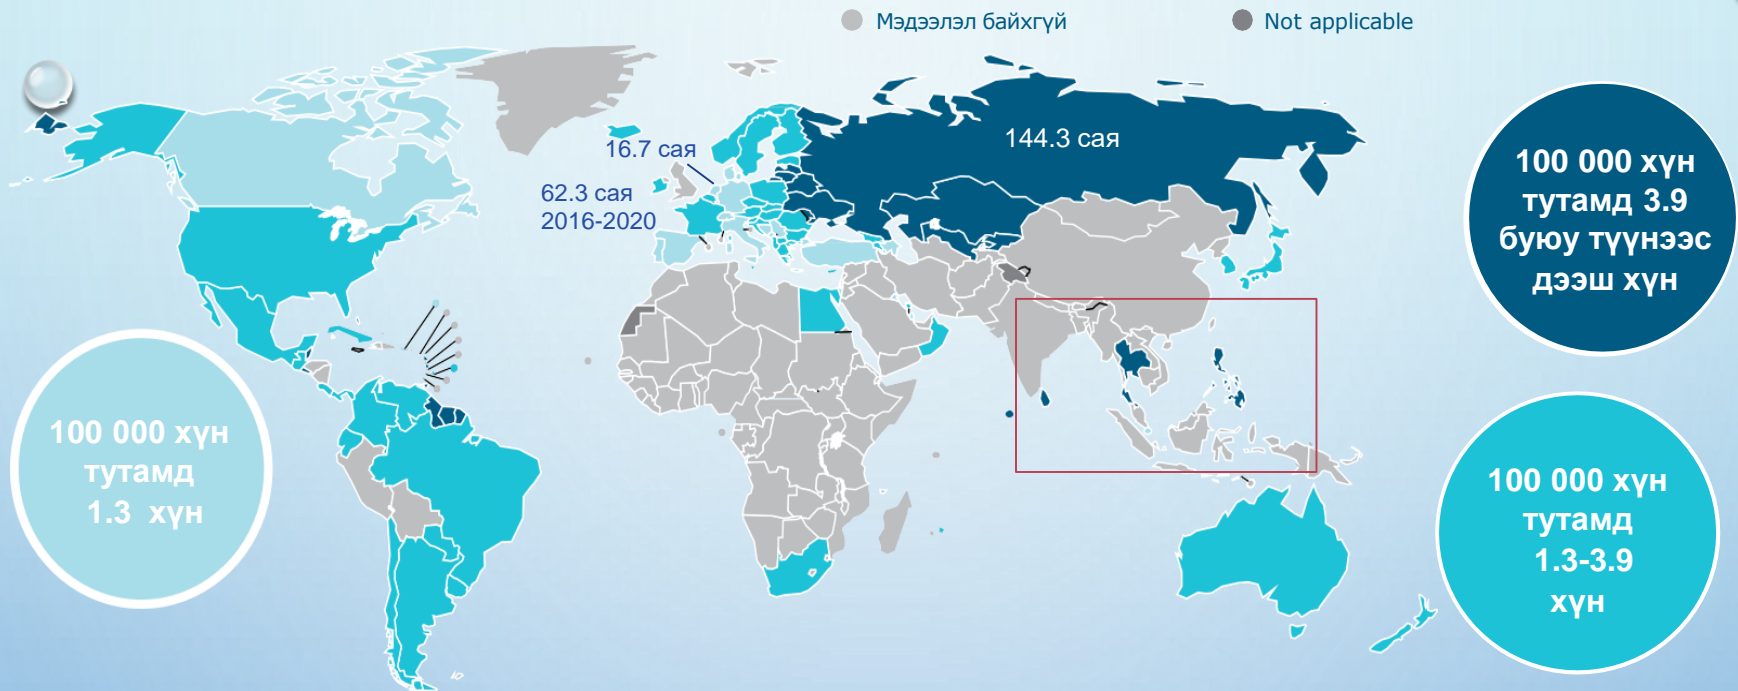 Мэдээлэл байхгүй
Not applicable
16.7 сая
144.3 сая
62.3 сая
2016-2020
100 000 хүн
тутамд 3.9
буюу түүнээс
дээш хүн
100 000 хүн
тутамд
1.3 хүн
100 000 хүн
тутамд
1.3-3.9
хүн